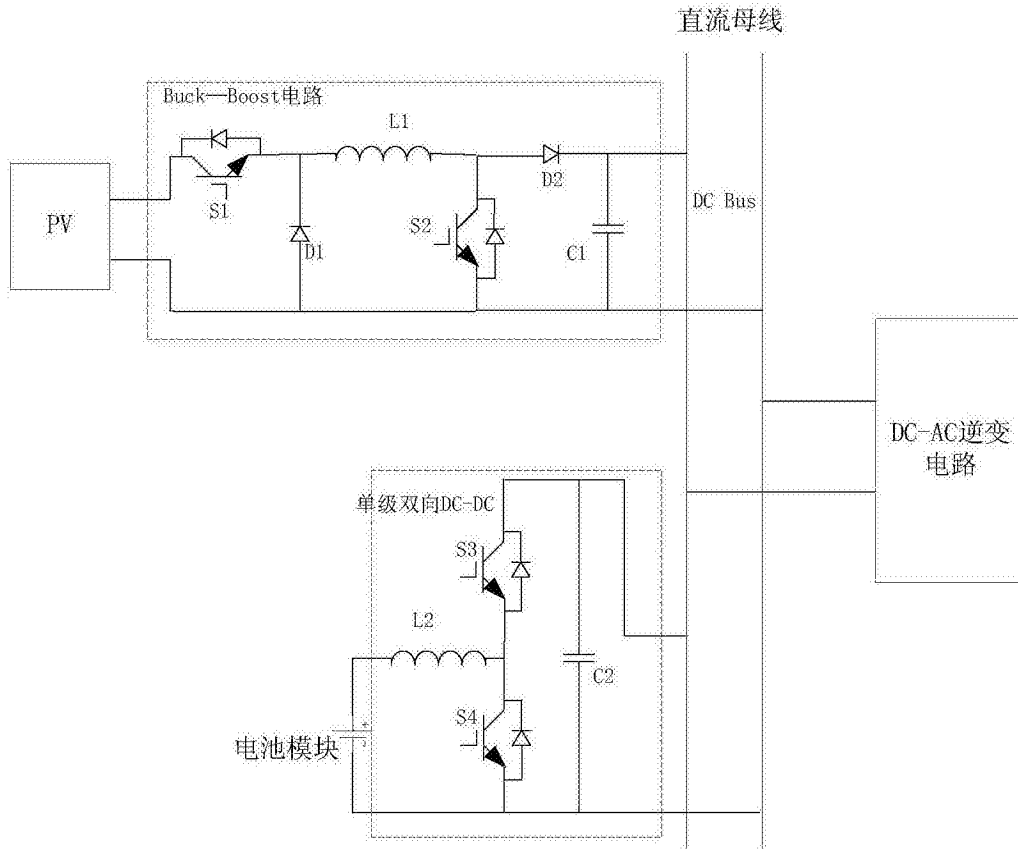 直流母线
Buck—Boost电路
L1
S1
PV
D1
S2
D2
C1
DC Bus
DC-AC逆变
电路
单级双向DC-DC
S3
L2
C2
S4
+
-
电池模块